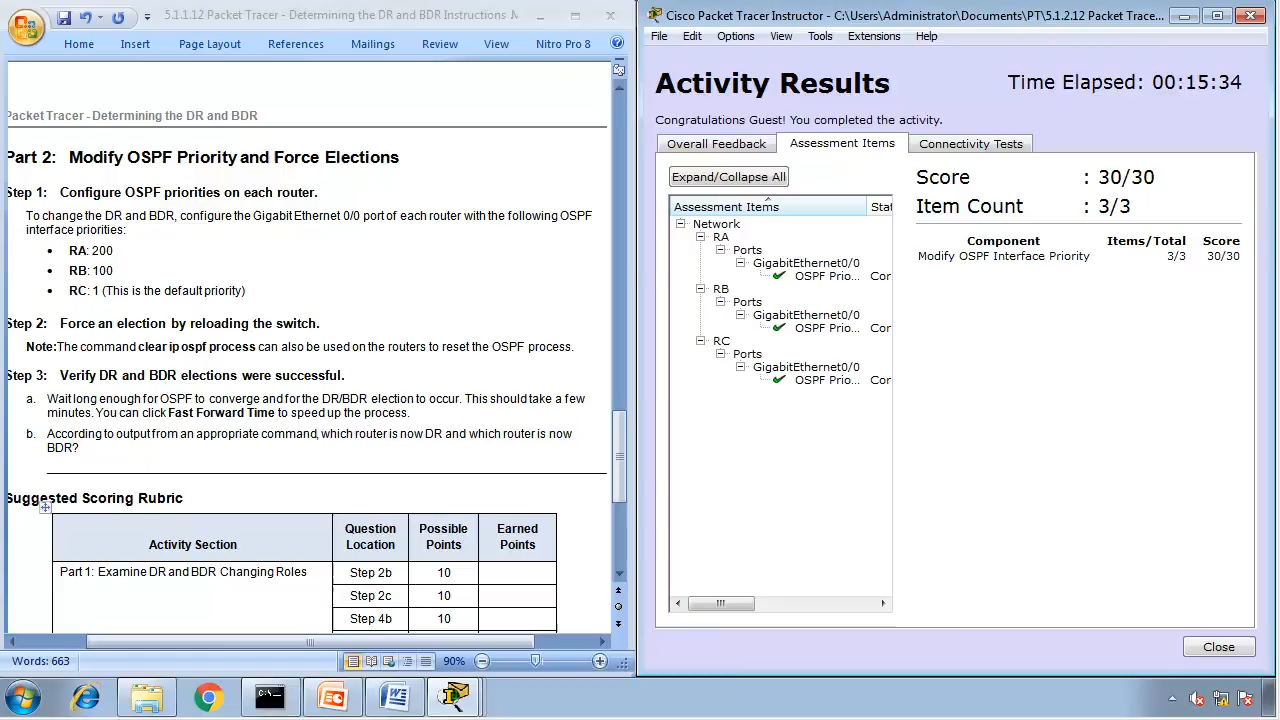 5.1.1.12 Packet Tracer - Determining the DR and BDR Instruction
Home Insert Page Layout References Mailings Review View Nitro Pro 8
Packet Tracer - Determining the DR and BDR
Part 2: Modify OSPF Priority and Force Elections
Step 1: Configure OSPF priorities on each router.
To change the DR and BDR, configure the Gigabit Ethernet 0/0 port of each router with the following OSPF
interface priorities:
• RA: 200
• RB: 100
• RC: 1 (This is the default priority)
Step 2: Force an election by reloading the switch.
Note:The command clear ip ospf process can also be used on the routers to reset the OSPF process.
Step 3: Verify DR and BDR elections were successful.
a. Wait long enough for OSPF to converge and for the DR/BDR election to occur. This should take a few
minutes. You can click Fast Forward Time to speed up the process.
b. According to output from an appropriate command, which router is now DR and which router is now
BDR?
Suggested Scoring Rubric
Activity Section Question Location Possible Points Earned Points
Part 1: Examine DR and BDR Changing Roles Step 2b 10
Step 2c 10
Step 4b 10
Words: 663 90%
Cisco Packet Tracer Instructor - C:\Users\Administrator\Documents\PT\5.1.2.12 Packet Trace...
File Edit Options View Tools Extensions Help
Activity Results Time Elapsed: 00:15:34
Congratulations Guest! You completed the activity.
Overall Feedback Assessment Items Connectivity Tests
Expand/Collapse All
Assessment Items Stat
Network
RA
Ports
GigabitEthernet0/0
OSPF Prio... Cor
RB
Ports
GigabitEthernet0/0
OSPF Prio... Cor
RC
Ports
GigabitEthernet0/0
OSPF Prio... Cor
Score : 30/30
Item Count : 3/3
Component Items/Total Score
Modify OSPF Interface Priority 3/3 30/30
Close